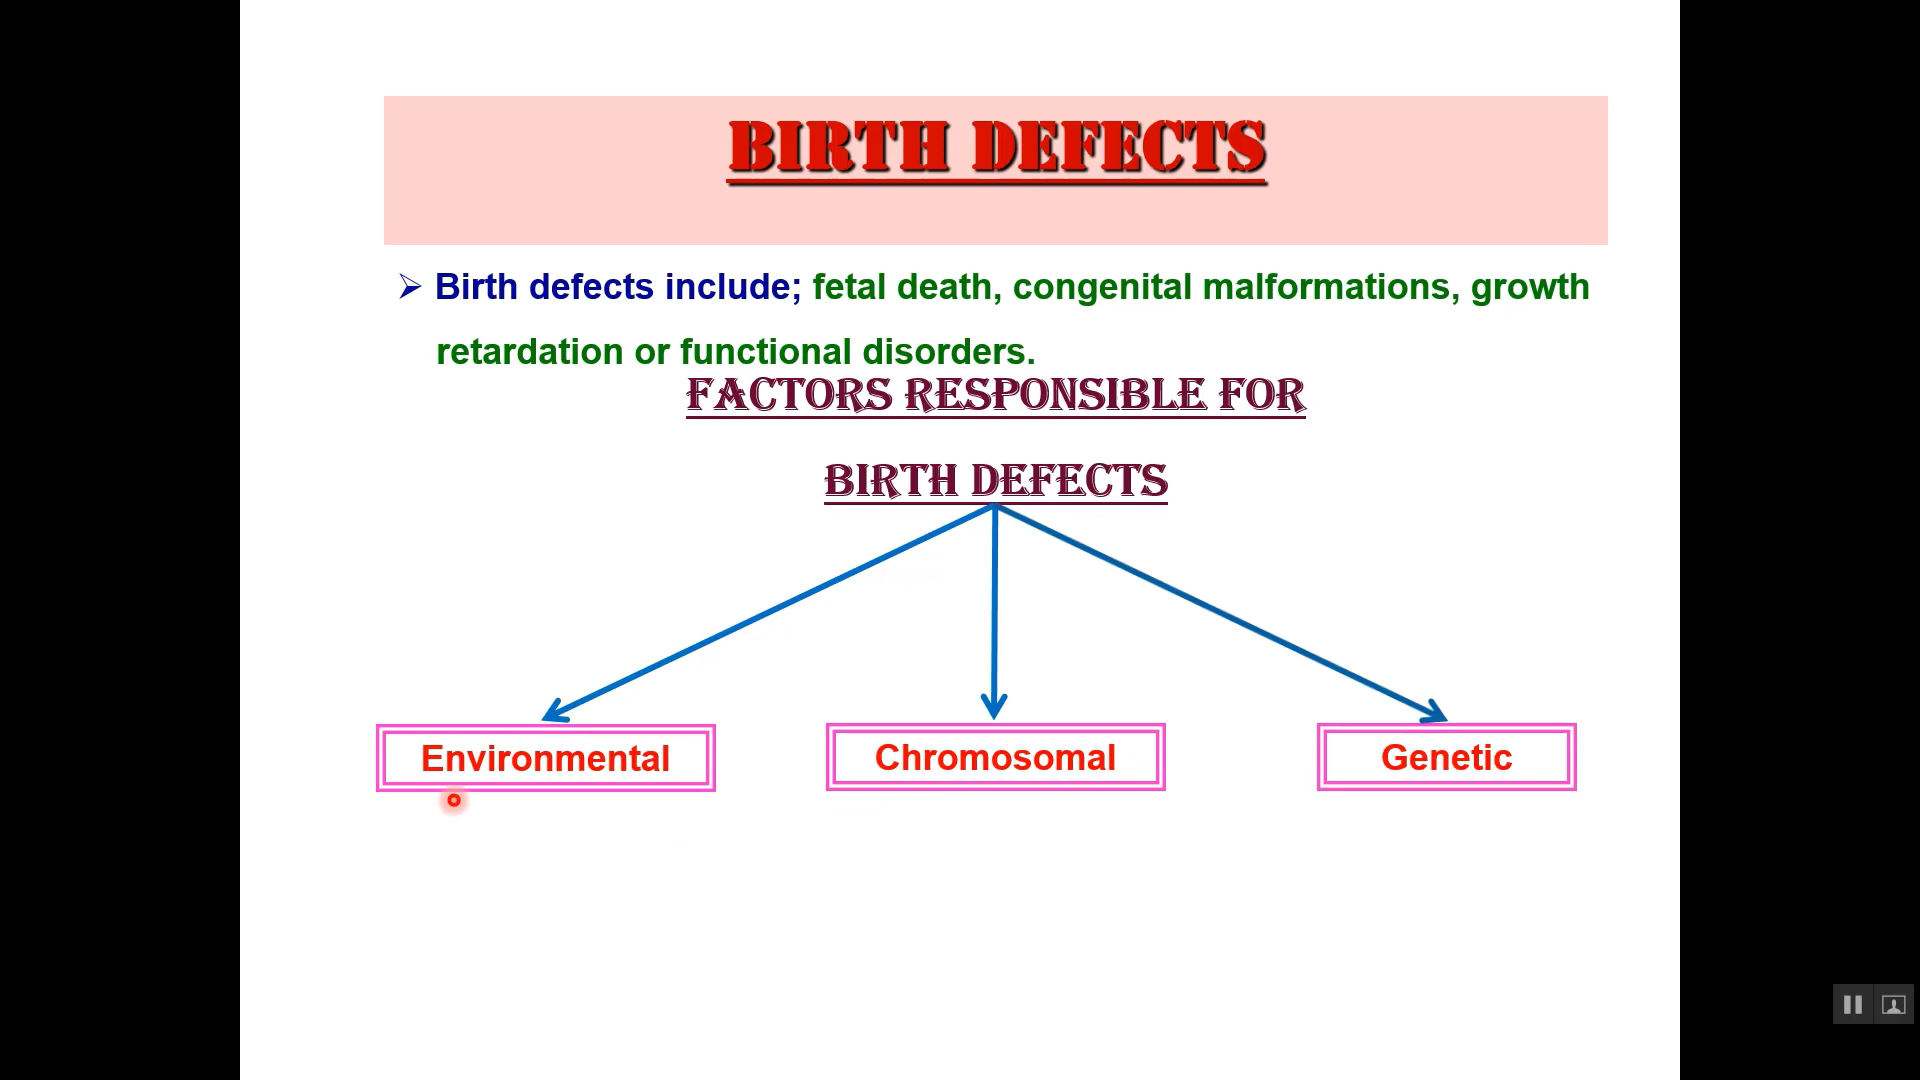 BIRTH DEFECTS
Birth defects include; fetal death, congenital malformations, growth
retardation or functional disorders.
FACTORS RESPONSIBLE FOR
BIRTH DEFECTS
Environmental
Chromosomal
Genetic